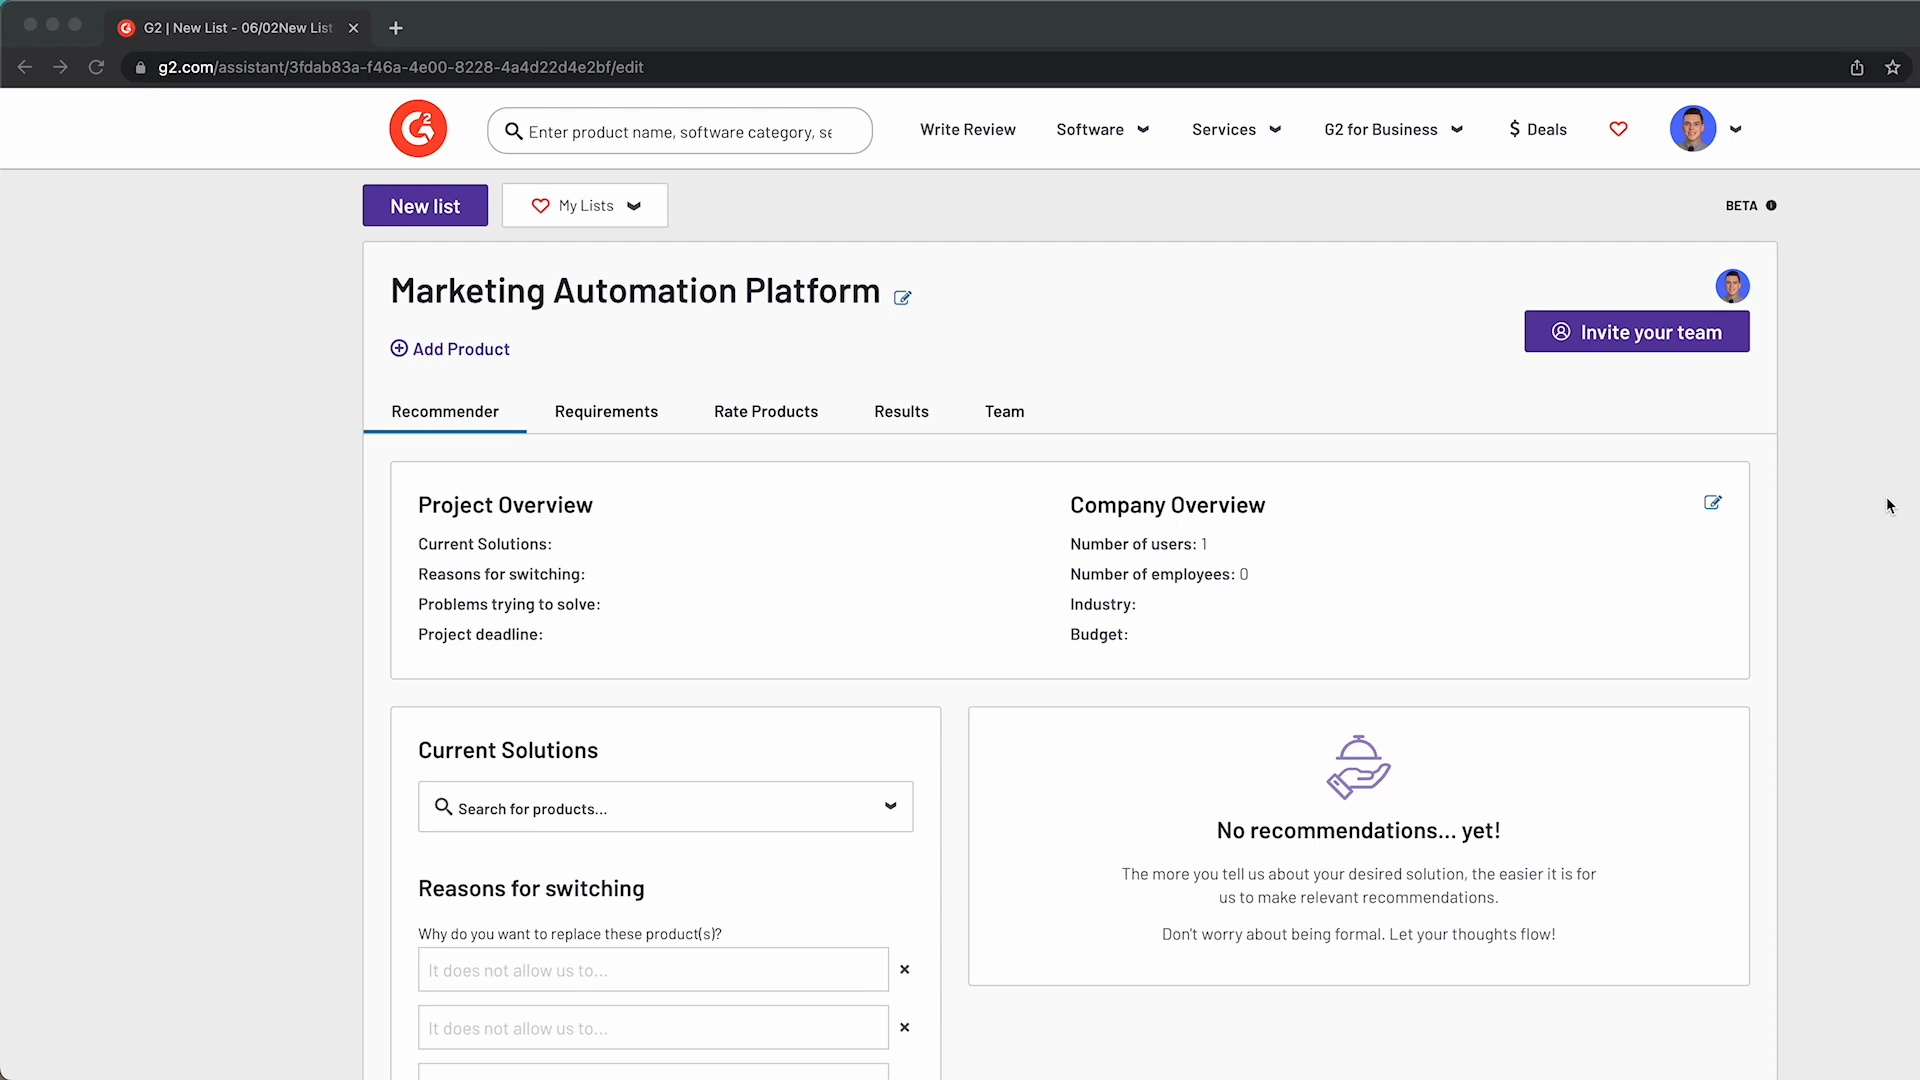 G2 | New List - 06/02New List
g2.com/assistant/3fdab83a-f46a-4e00-8228-4a4d22d4e2bf/edit
G2
Enter product name, software category, se
Write Review
Software
Services
G2 for Business
$ Deals
New list
My Lists
BETA
Marketing Automation Platform
Add Product
Invite your team
Recommender
Requirements
Rate Products
Results
Team
Project Overview
Current Solutions:
Reasons for switching:
Problems trying to solve:
Project deadline:
Company Overview
Number of users: 1
Number of employees: 0
Industry:
Budget:
Current Solutions
Search for products...
Reasons for switching
Why do you want to replace these product(s)?
It does not allow us to...
It does not allow us to...
No recommendations... yet!
The more you tell us about your desired solution, the easier it is for
us to make relevant recommendations.
Don't worry about being formal. Let your thoughts flow!